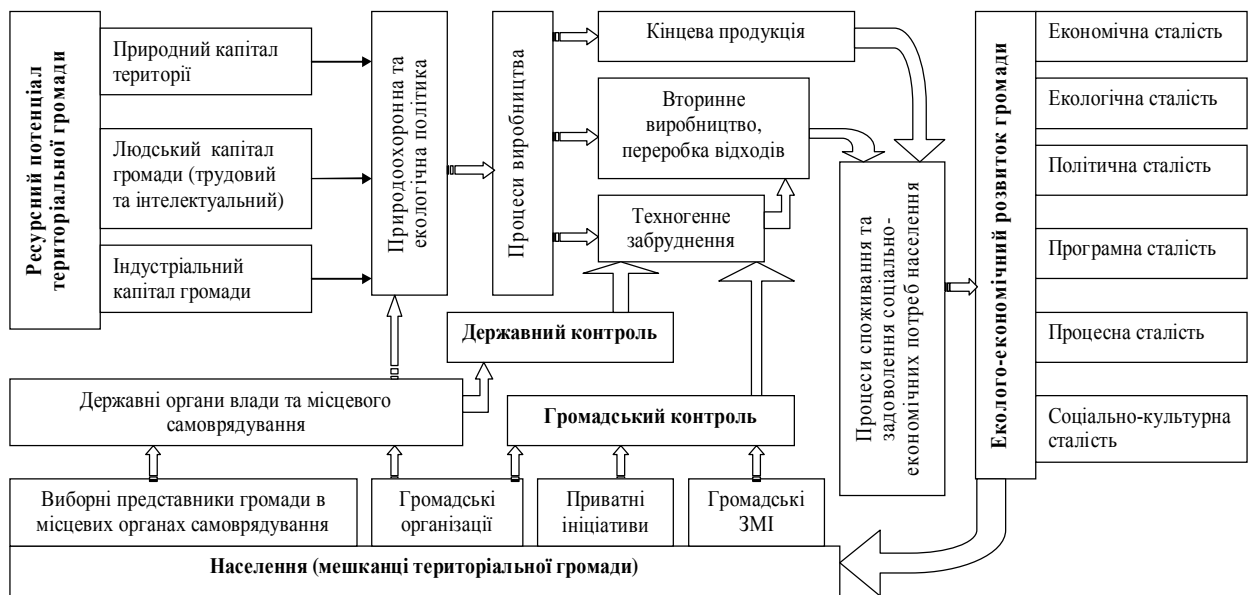 Ресурсний потенціал
територіальної громади
Природний капітал
території
Людський капітал
громади (трудовий
та інтелектуальний)
Індустріальний
капітал громади
Природоохоронна та
екологічна політика
Процеси виробництва
Кінцева продукція
Вторинне
виробництво,
переробка відходів
Техногенне
забруднення
Державний контроль
Громадський контроль
Державні органи влади та місцевого
самоврядування
Виборні представники громади в
місцевих органах самоврядування
Громадські
організації
Приватні
ініціативи
Громадські
ЗМІ
Населення (мешканці територіальної громади)
Процеси споживання та
задоволення соціально-
економічних потреб населення
Еколого-економічний розвиток громади
Економічна сталість
Екологічна сталість
Політична сталість
Програмна сталість
Процесна сталість
Соціально-культурна
сталість